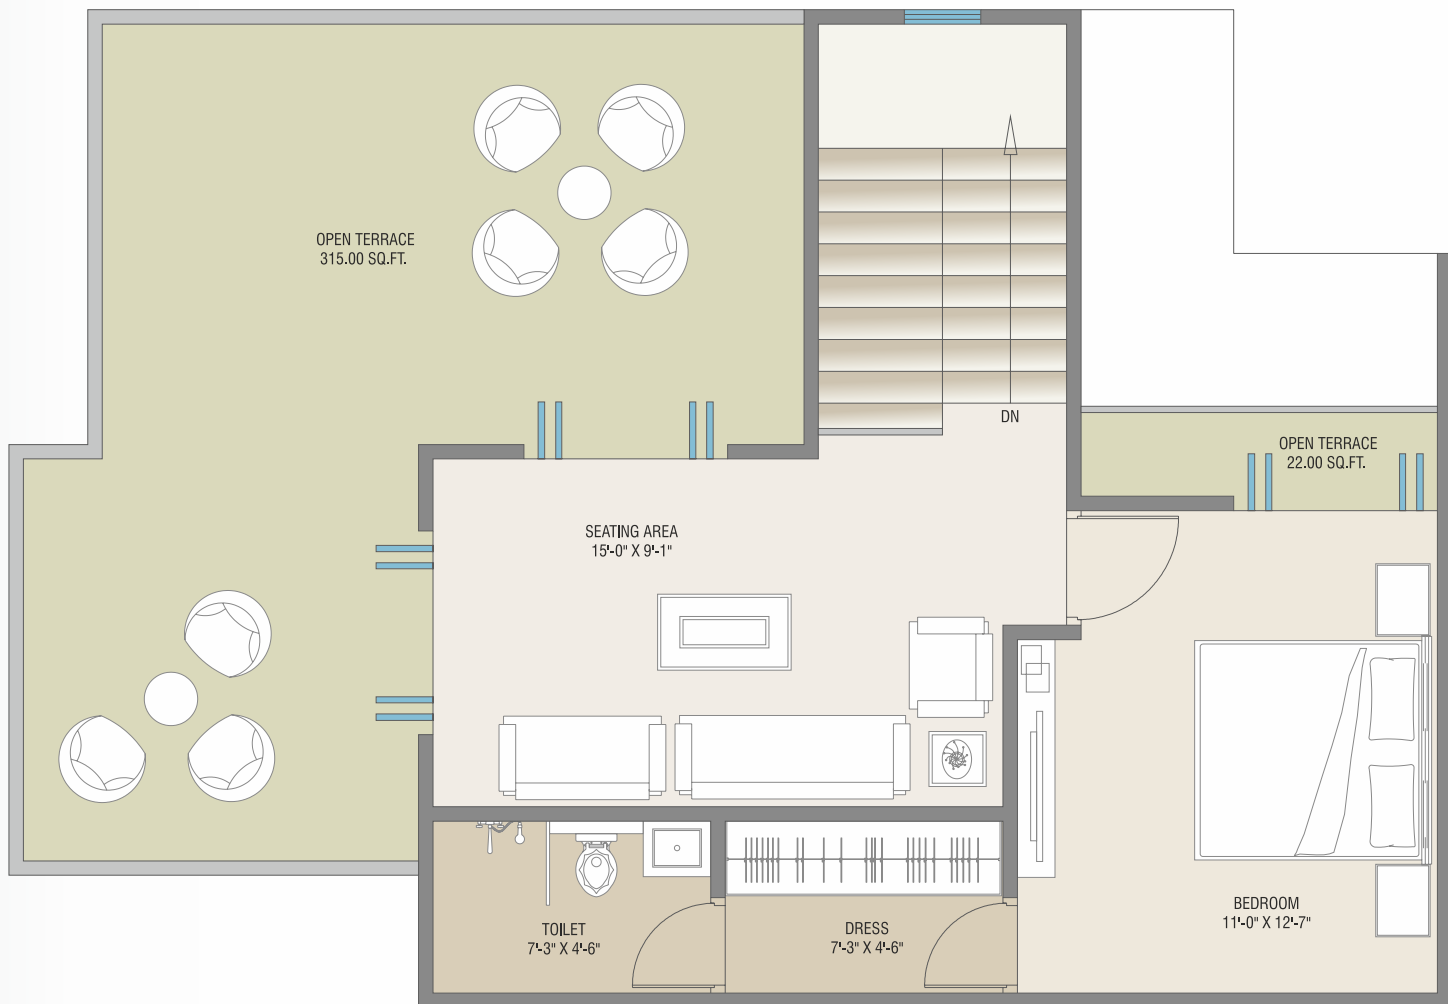 OPEN TERRACE
315.00 SQ.FT.
DN
OPEN TERRACE
22.00 SQ.FT.
SEATING AREA
15'-0" X 9'-1"
BEDROOM
11'-0" X 12'-7"
TOILET
7'-3" X 4'-6"
DRESS
7'-3" X 4'-6"